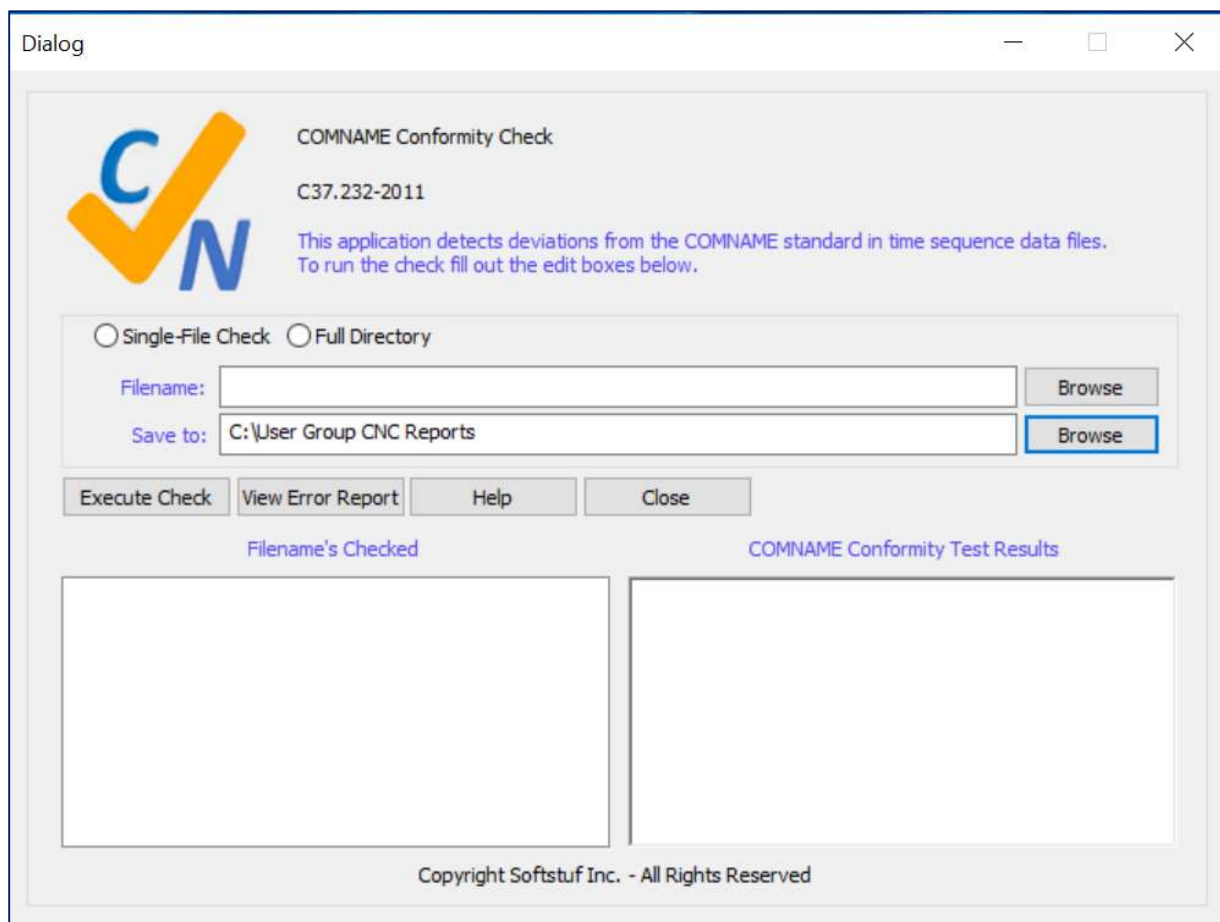 Dialog
C
N
COMNAME Conformity Check
C37.232-2011
This application detects deviations from the COMNAME standard in time sequence data files.
To run the check fill out the edit boxes below.
Single-File Check Full Directory
Filename: Browse
Save to: C:\User Group CNC Reports Browse
Execute Check View Error Report Help Close
Filename's Checked COMNAME Conformity Test Results
Copyright Softstuf Inc. - All Rights Reserved